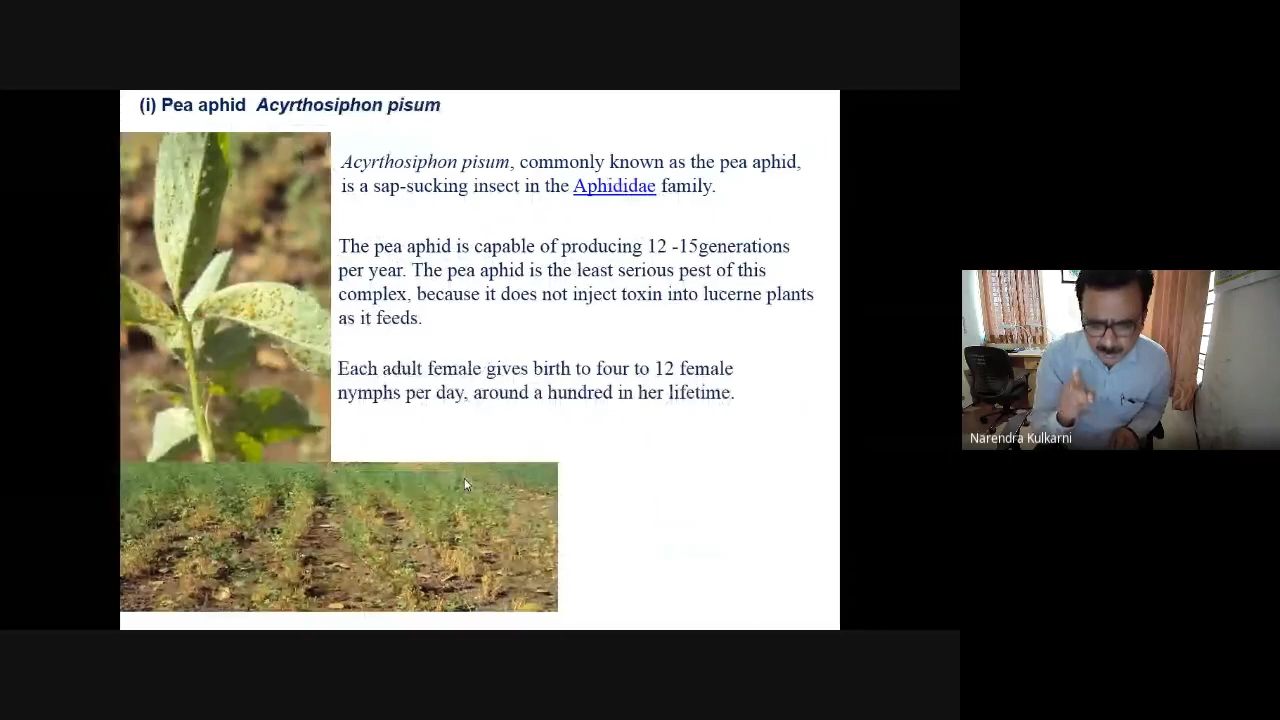 (i) Pea aphid Acyrthosiphon pisum
Acyrthosiphon pisum, commonly known as the pea aphid,
is a sap-sucking insect in the Aphididae family.
The pea aphid is capable of producing 12 -15generations
per year. The pea aphid is the least serious pest of this
complex, because it does not inject toxin into lucerne plants
as it feeds.
Each adult female gives birth to four to 12 female
nymphs per day, around a hundred in her lifetime.
Narendra Kulkarni